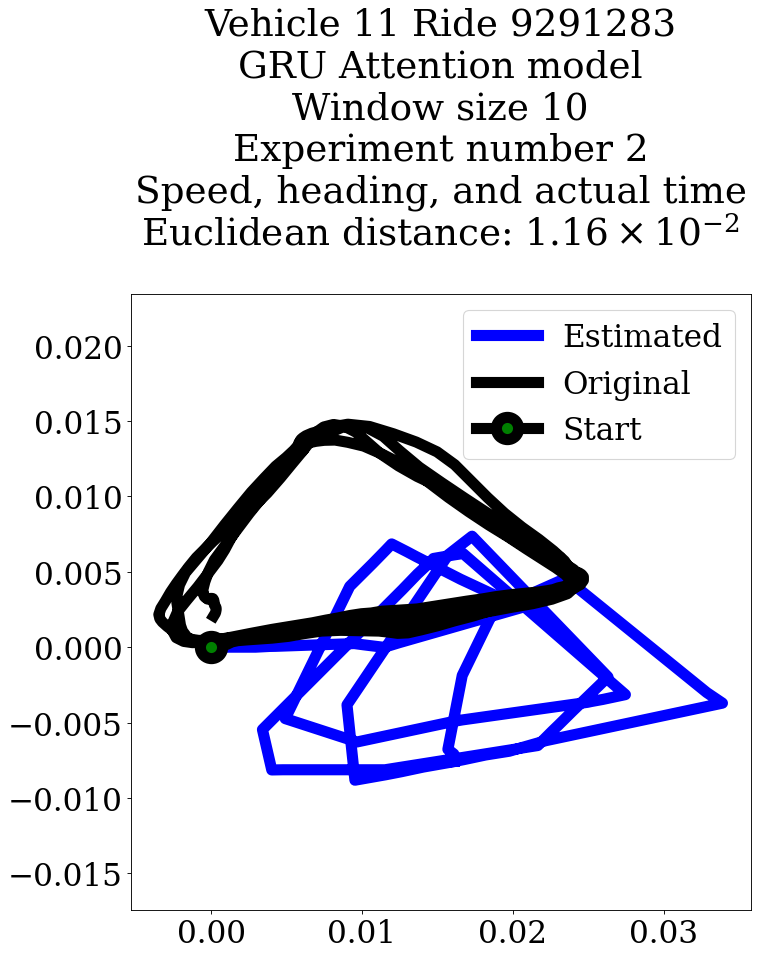 Vehicle 11 Ride 9291283
GRU Attention model
Window size 10
Experiment number 2
Speed, heading, and actual time
Euclidean distance: 1.16 × 10⁻²
Estimated
Original
Start
0.020
0.015
0.010
0.005
0.000
−0.005
−0.010
−0.015
0.00 0.01 0.02 0.03